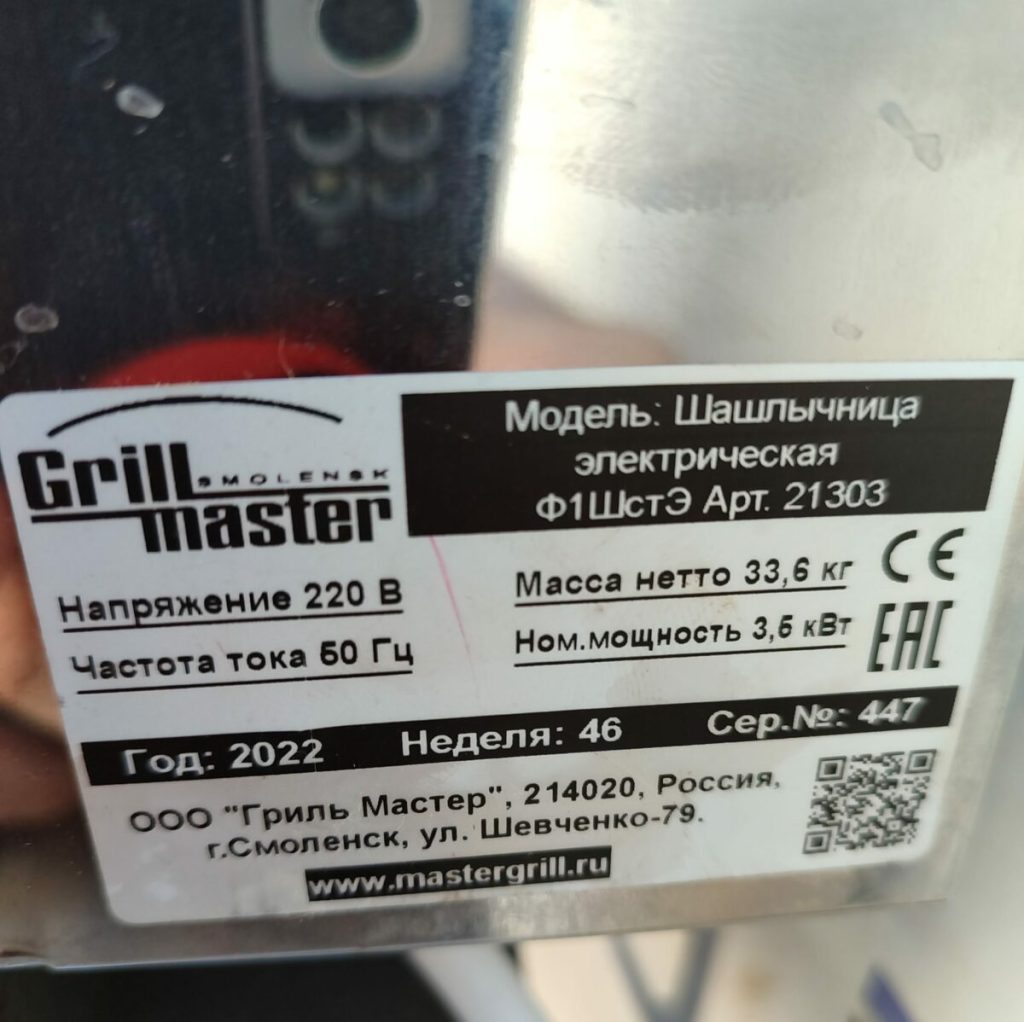 Grill
SMOLENSK
master
Модель: Шашлычница
электрическая
Ф1ШстЭ Арт. 21303
Напряжение 220 В
Частота тока 50 Гц
Масса нетто 33,6 кг
Ном.мощность 3,5 кВт
CE
EAC
Год: 2022 Неделя: 46 Сер.№: 447
ООО "Гриль Мастер", 214020, Россия,
г.Смоленск, ул. Шевченко-79.
www.mastergrill.ru